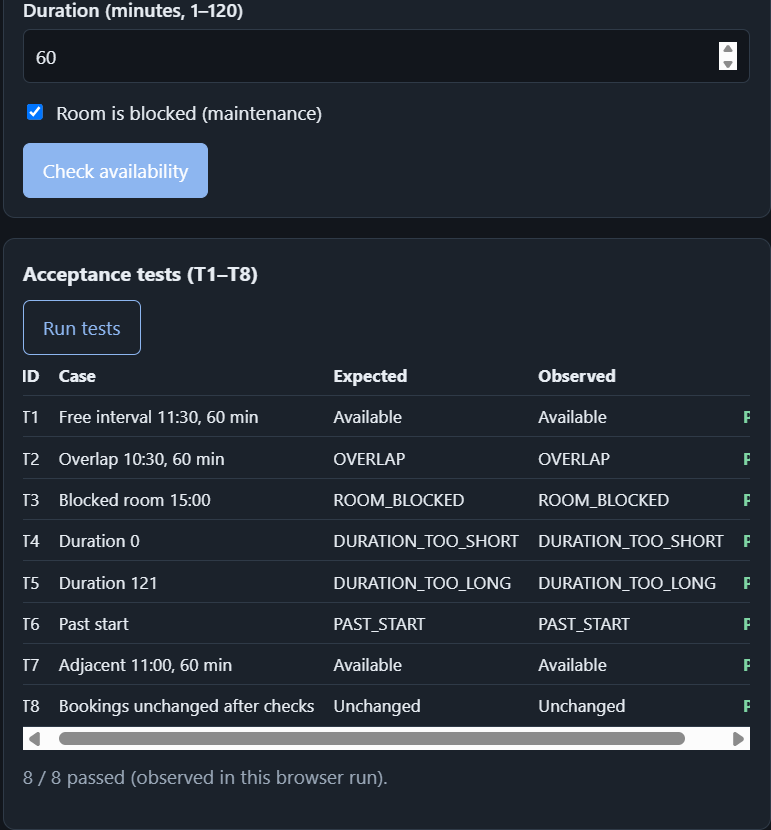 Duration (minutes, 1–120)
60
Room is blocked (maintenance)
Check availability
Acceptance tests (T1–T8)
Run tests
ID Case Expected Observed
T1 Free interval 11:30, 60 min Available Available
T2 Overlap 10:30, 60 min OVERLAP OVERLAP
T3 Blocked room 15:00 ROOM_BLOCKED ROOM_BLOCKED
T4 Duration 0 DURATION_TOO_SHORT DURATION_TOO_SHORT
T5 Duration 121 DURATION_TOO_LONG DURATION_TOO_LONG
T6 Past start PAST_START PAST_START
T7 Adjacent 11:00, 60 min Available Available
T8 Bookings unchanged after checks Unchanged Unchanged
8 / 8 passed (observed in this browser run).